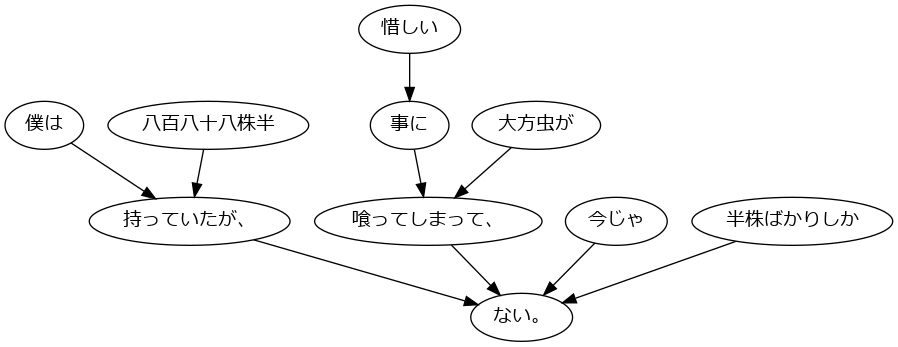 惜しい
僕は
八百八十八株半
事に
大方虫が
持っていたが、
喰ってしまって、
今じゃ
半株ばかりしか
ない。